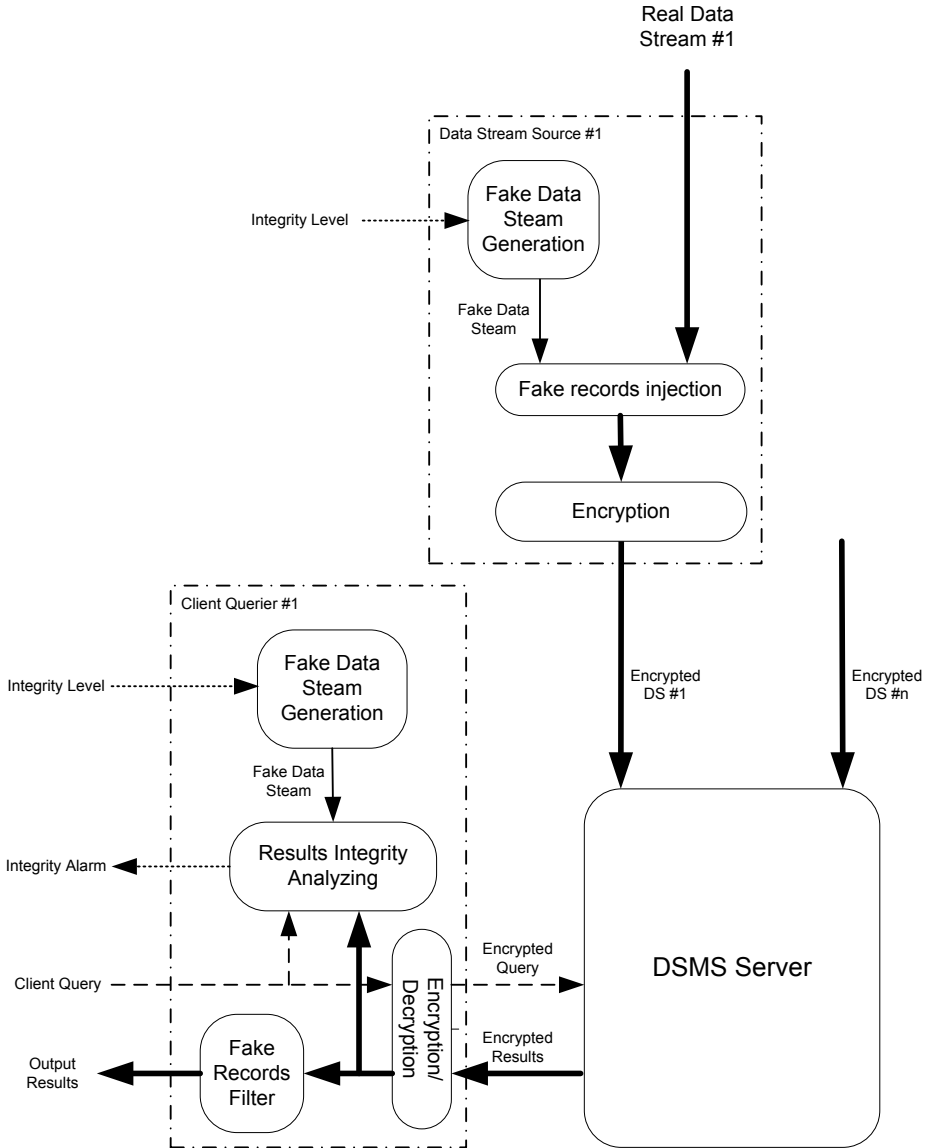 Real Data
Stream #1
Data Stream Source #1
Fake Data
Steam
Generation
Integrity Level
Fake Data
Steam
Fake records injection
Encryption
Client Querier #1
Fake Data
Steam
Generation
Integrity Level
Encrypted
DS #1
Encrypted
DS #n
Fake Data
Steam
Results Integrity
Analyzing
Integrity Alarm
Client Query
Encryption/
Decryption
Encrypted
Query
DSMS Server
Encrypted
Results
Fake
Records
Filter
Output
Results